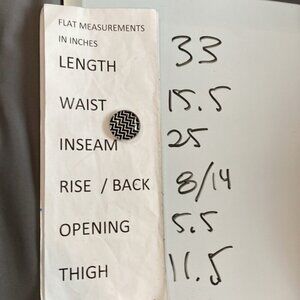 FLAT MEASUREMENTS
IN INCHES
LENGTH 33
WAIST 15.5
INSEAM 25
RISE / BACK 8/14
OPENING 5.5
THIGH 11.5